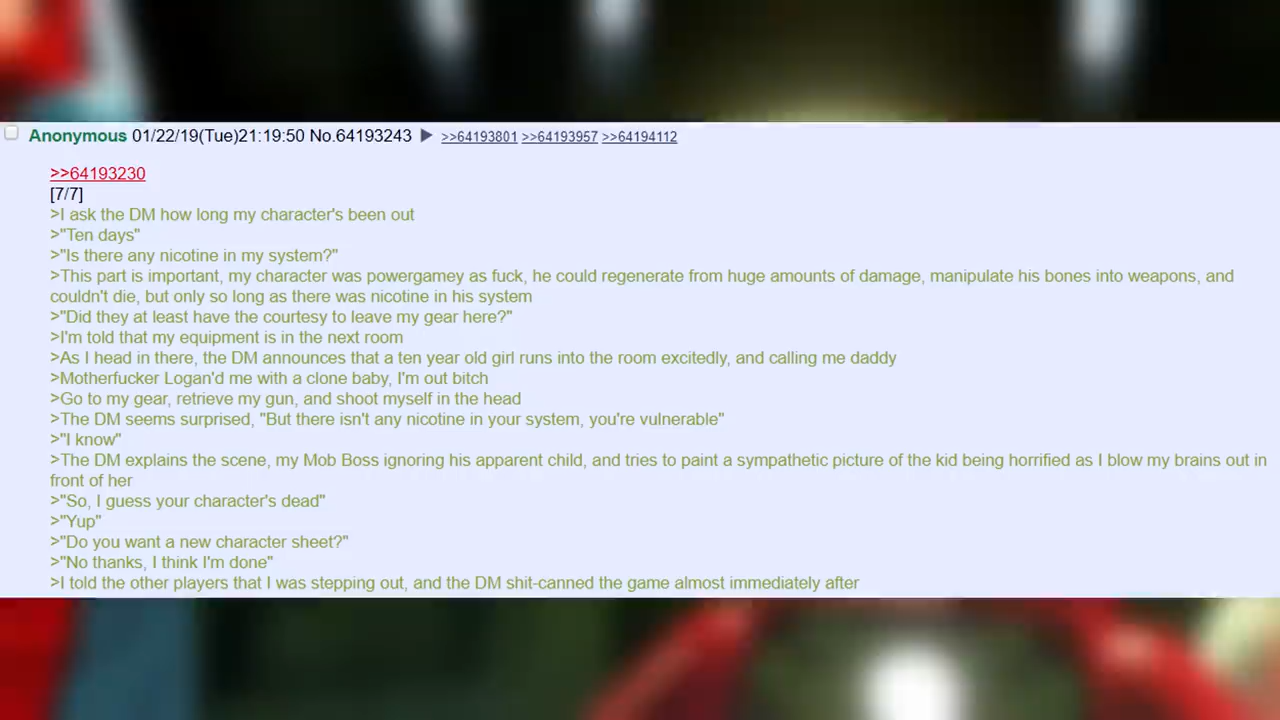 Anonymous 01/22/19(Tue)21:19:50 No.64193243 ▶ >>64193801 >>64193957 >>64194112
>>64193230
[7/7]
>I ask the DM how long my character's been out
>"Ten days"
>"Is there any nicotine in my system?"
>This part is important, my character was powergamey as fuck, he could regenerate from huge amounts of damage, manipulate his bones into weapons, and
couldn't die, but only so long as there was nicotine in his system
>"Did they at least have the courtesy to leave my gear here?"
>I'm told that my equipment is in the next room
>As I head in there, the DM announces that a ten year old girl runs into the room excitedly, and calling me daddy
>Motherfucker Logan'd me with a clone baby, I'm out bitch
>Go to my gear, retrieve my gun, and shoot myself in the head
>The DM seems surprised, "But there isn't any nicotine in your system, you're vulnerable"
>"I know"
>The DM explains the scene, my Mob Boss ignoring his apparent child, and tries to paint a sympathetic picture of the kid being horrified as I blow my brains out in
front of her
>"So, I guess your character's dead"
>"Yup"
>"Do you want a new character sheet?"
>"No thanks, I think I'm done"
>I told the other players that I was stepping out, and the DM shit-canned the game almost immediately after